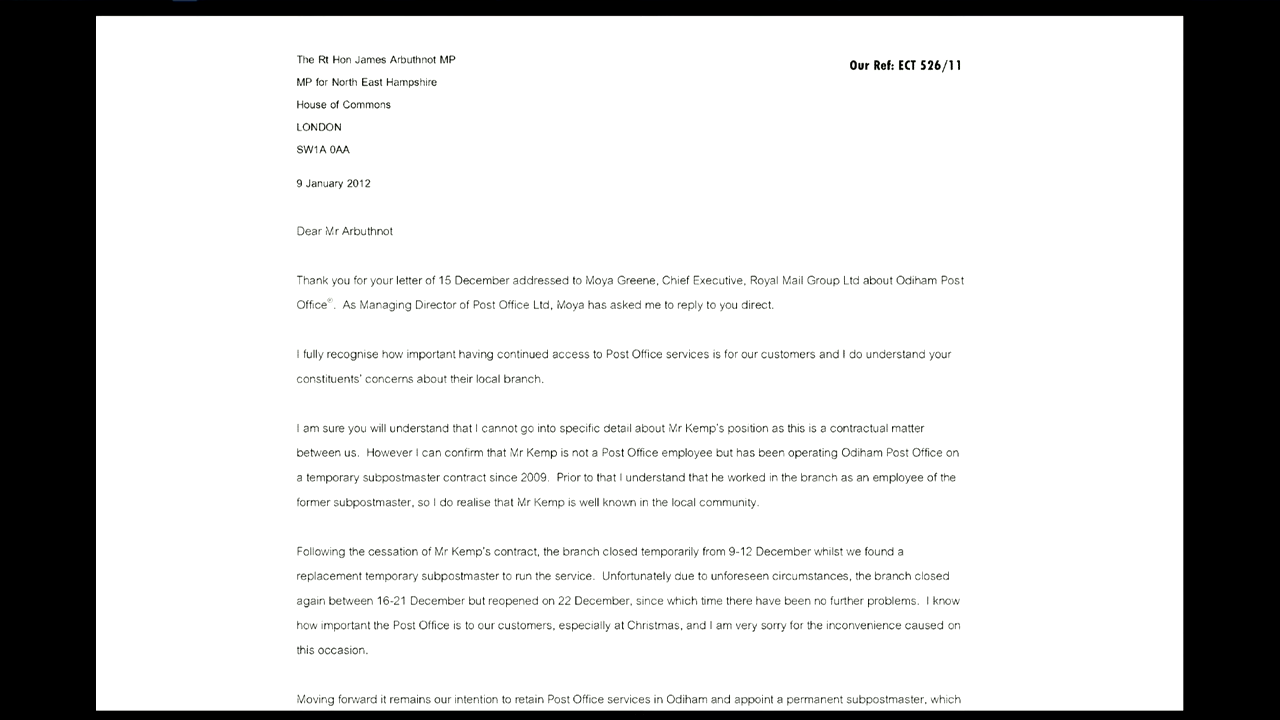 The Rt Hon James Arbuthnot MP
Our Ref: ECT 526/11
MP for North East Hampshire
House of Commons
LONDON
SW1A 0AA
9 January 2012
Dear Mr Arbuthnot
Thank you for your letter of 15 December addressed to Moya Greene, Chief Executive, Royal Mail Group Ltd about Odiham Post
Office®.  As Managing Director of Post Office Ltd, Moya has asked me to reply to you direct.
I fully recognise how important having continued access to Post Office services is for our customers and I do understand your
constituents' concerns about their local branch.
I am sure you will understand that I cannot go into specific detail about Mr Kemp's position as this is a contractual matter
between us.  However I can confirm that Mr Kemp is not a Post Office employee but has been operating Odiham Post Office on
a temporary subpostmaster contract since 2009.  Prior to that I understand that he worked in the branch as an employee of the
former subpostmaster, so I do realise that Mr Kemp is well known in the local community.
Following the cessation of Mr Kemp's contract, the branch closed temporarily from 9-12 December whilst we found a
replacement temporary subpostmaster to run the service.  Unfortunately due to unforeseen circumstances, the branch closed
again between 16-21 December but reopened on 22 December, since which time there have been no further problems.  I know
how important the Post Office is to our customers, especially at Christmas, and I am very sorry for the inconvenience caused on
this occasion.
Moving forward it remains our intention to retain Post Office services in Odiham and appoint a permanent subpostmaster, which